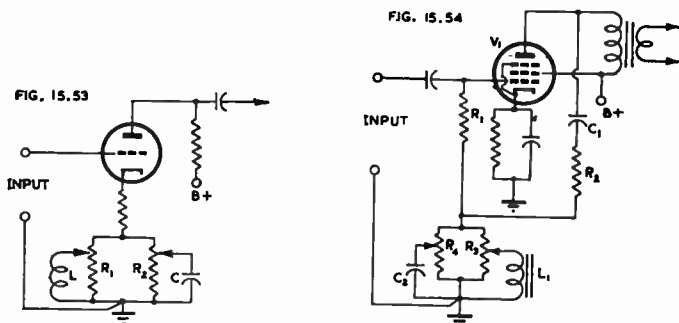 FIG. 15.53
INPUT
B+
L
R1
R2
C
FIG. 15.54
V1
INPUT
R1
B+
C1
R2
R4
R3
C2
L1